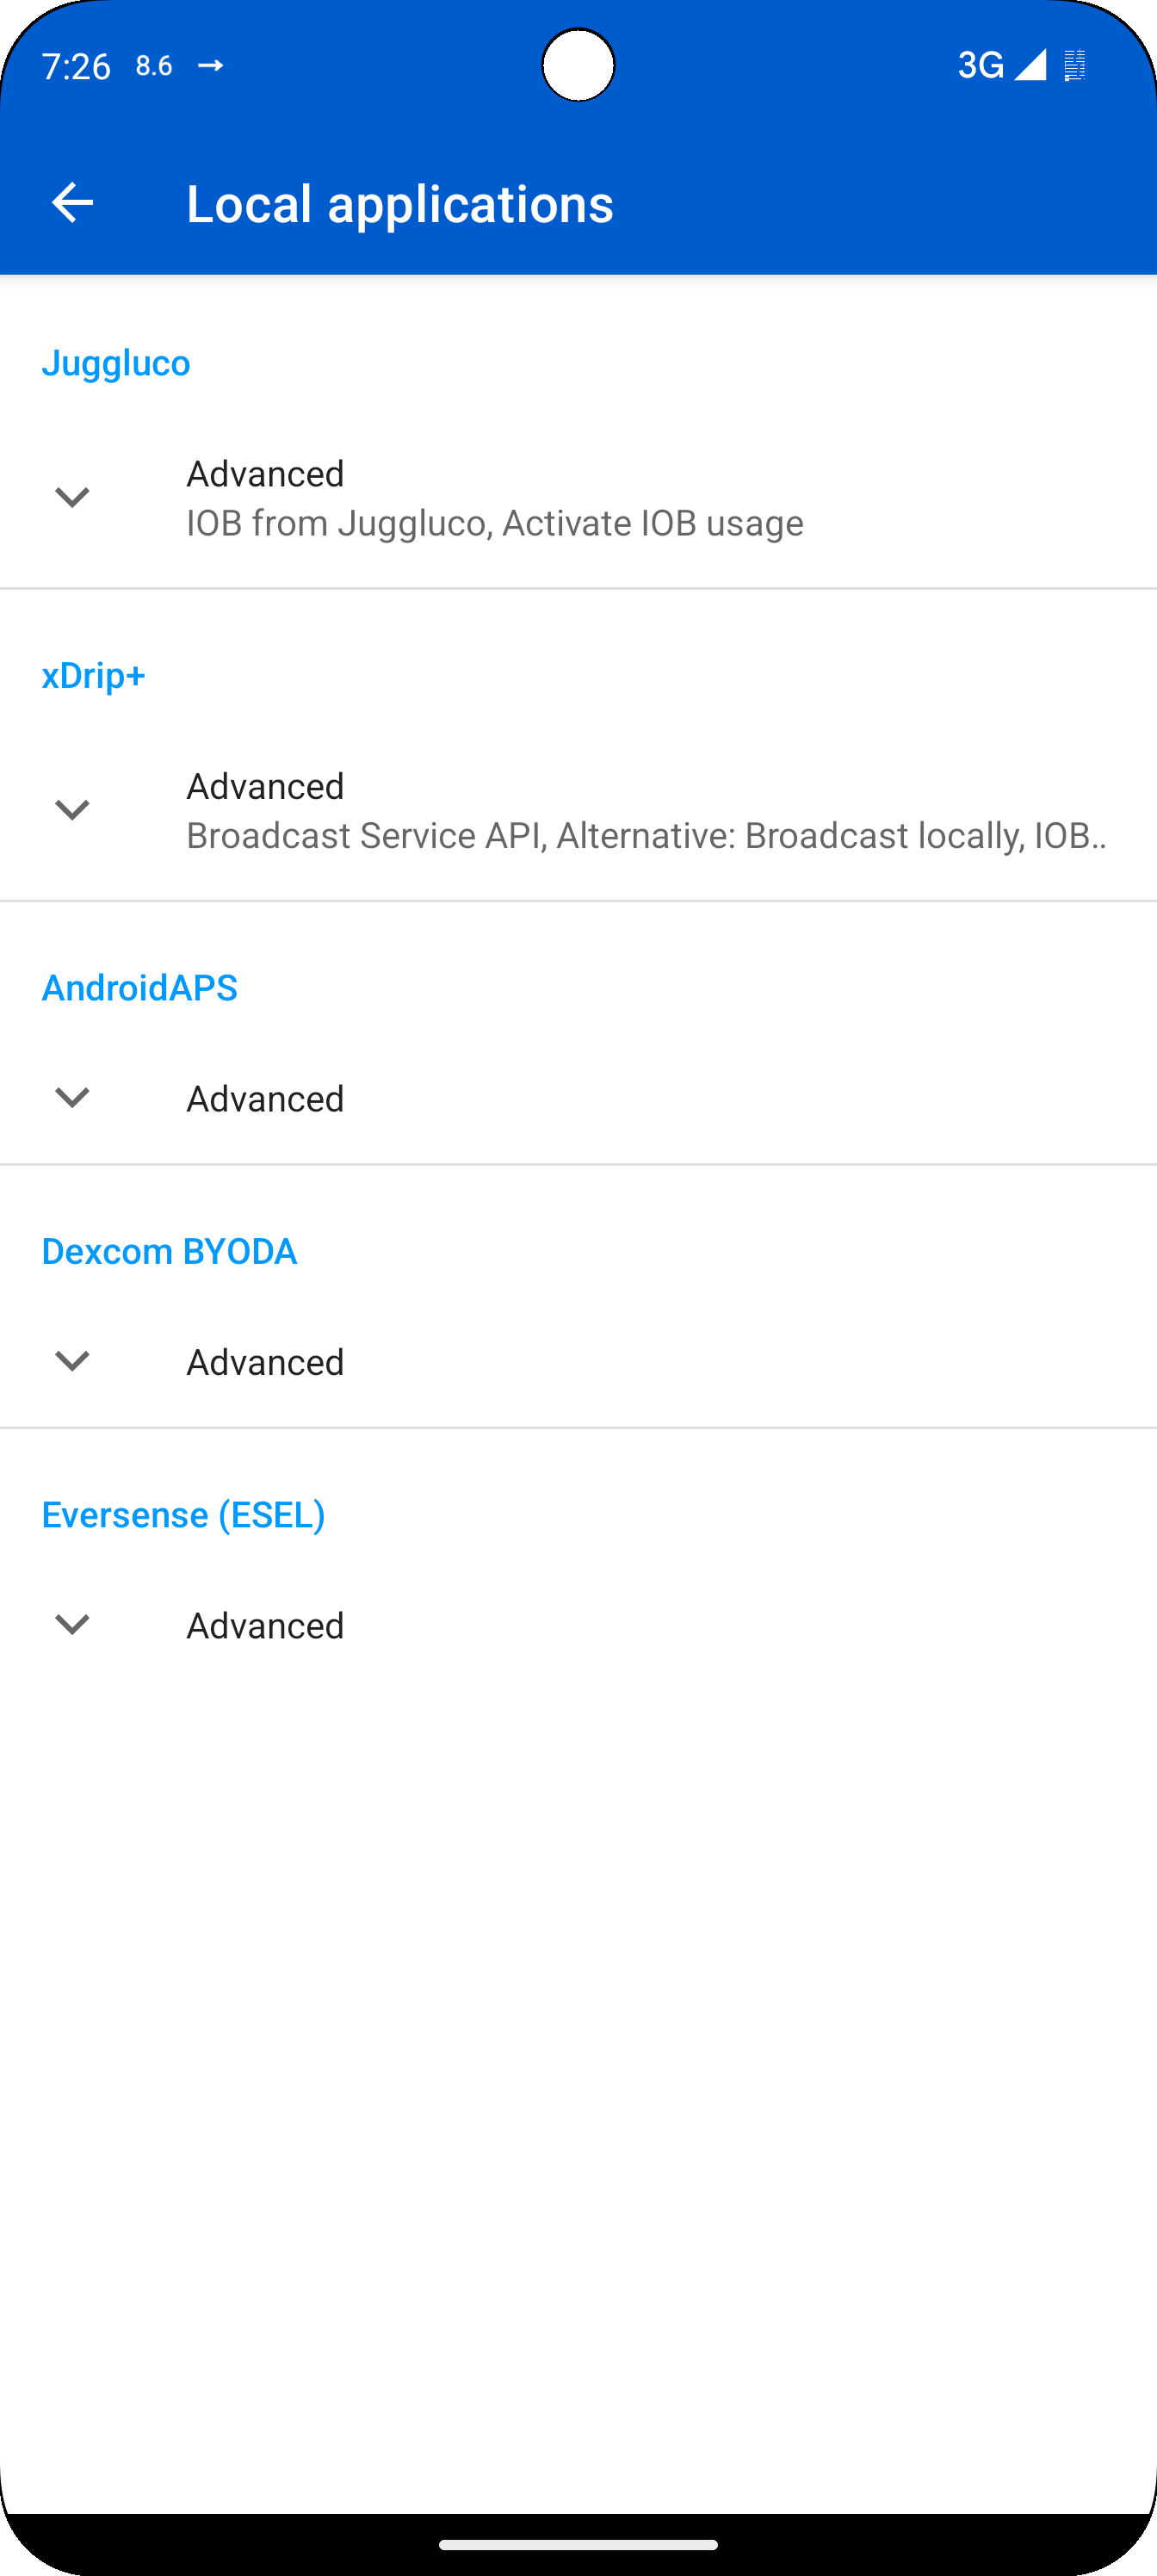 7:26 8.6 → 3G
Local applications
Juggluco
Advanced
IOB from Juggluco, Activate IOB usage
xDrip+
Advanced
Broadcast Service API, Alternative: Broadcast locally, IOB..
AndroidAPS
Advanced
Dexcom BYODA
Advanced
Eversense (ESEL)
Advanced